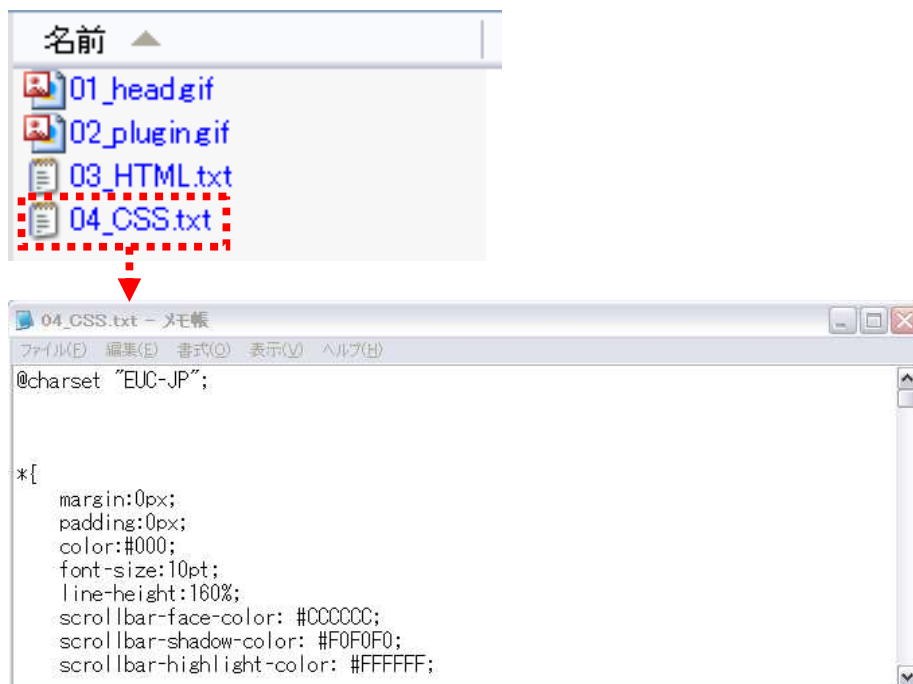 名前
01_head.gif
02_plugin.gif
03_HTML.txt
04_CSS.txt
04_CSS.txt - メモ帳
ファイル(F) 編集(E) 書式(O) 表示(V) ヘルプ(H)
@charset "EUC-JP";
*{
margin:0px;
padding:0px;
color:#000;
font-size:10pt;
line-height:160%;
scrollbar-face-color: #CCCCCC;
scrollbar-shadow-color: #F0F0F0;
scrollbar-highlight-color: #FFFFFF;